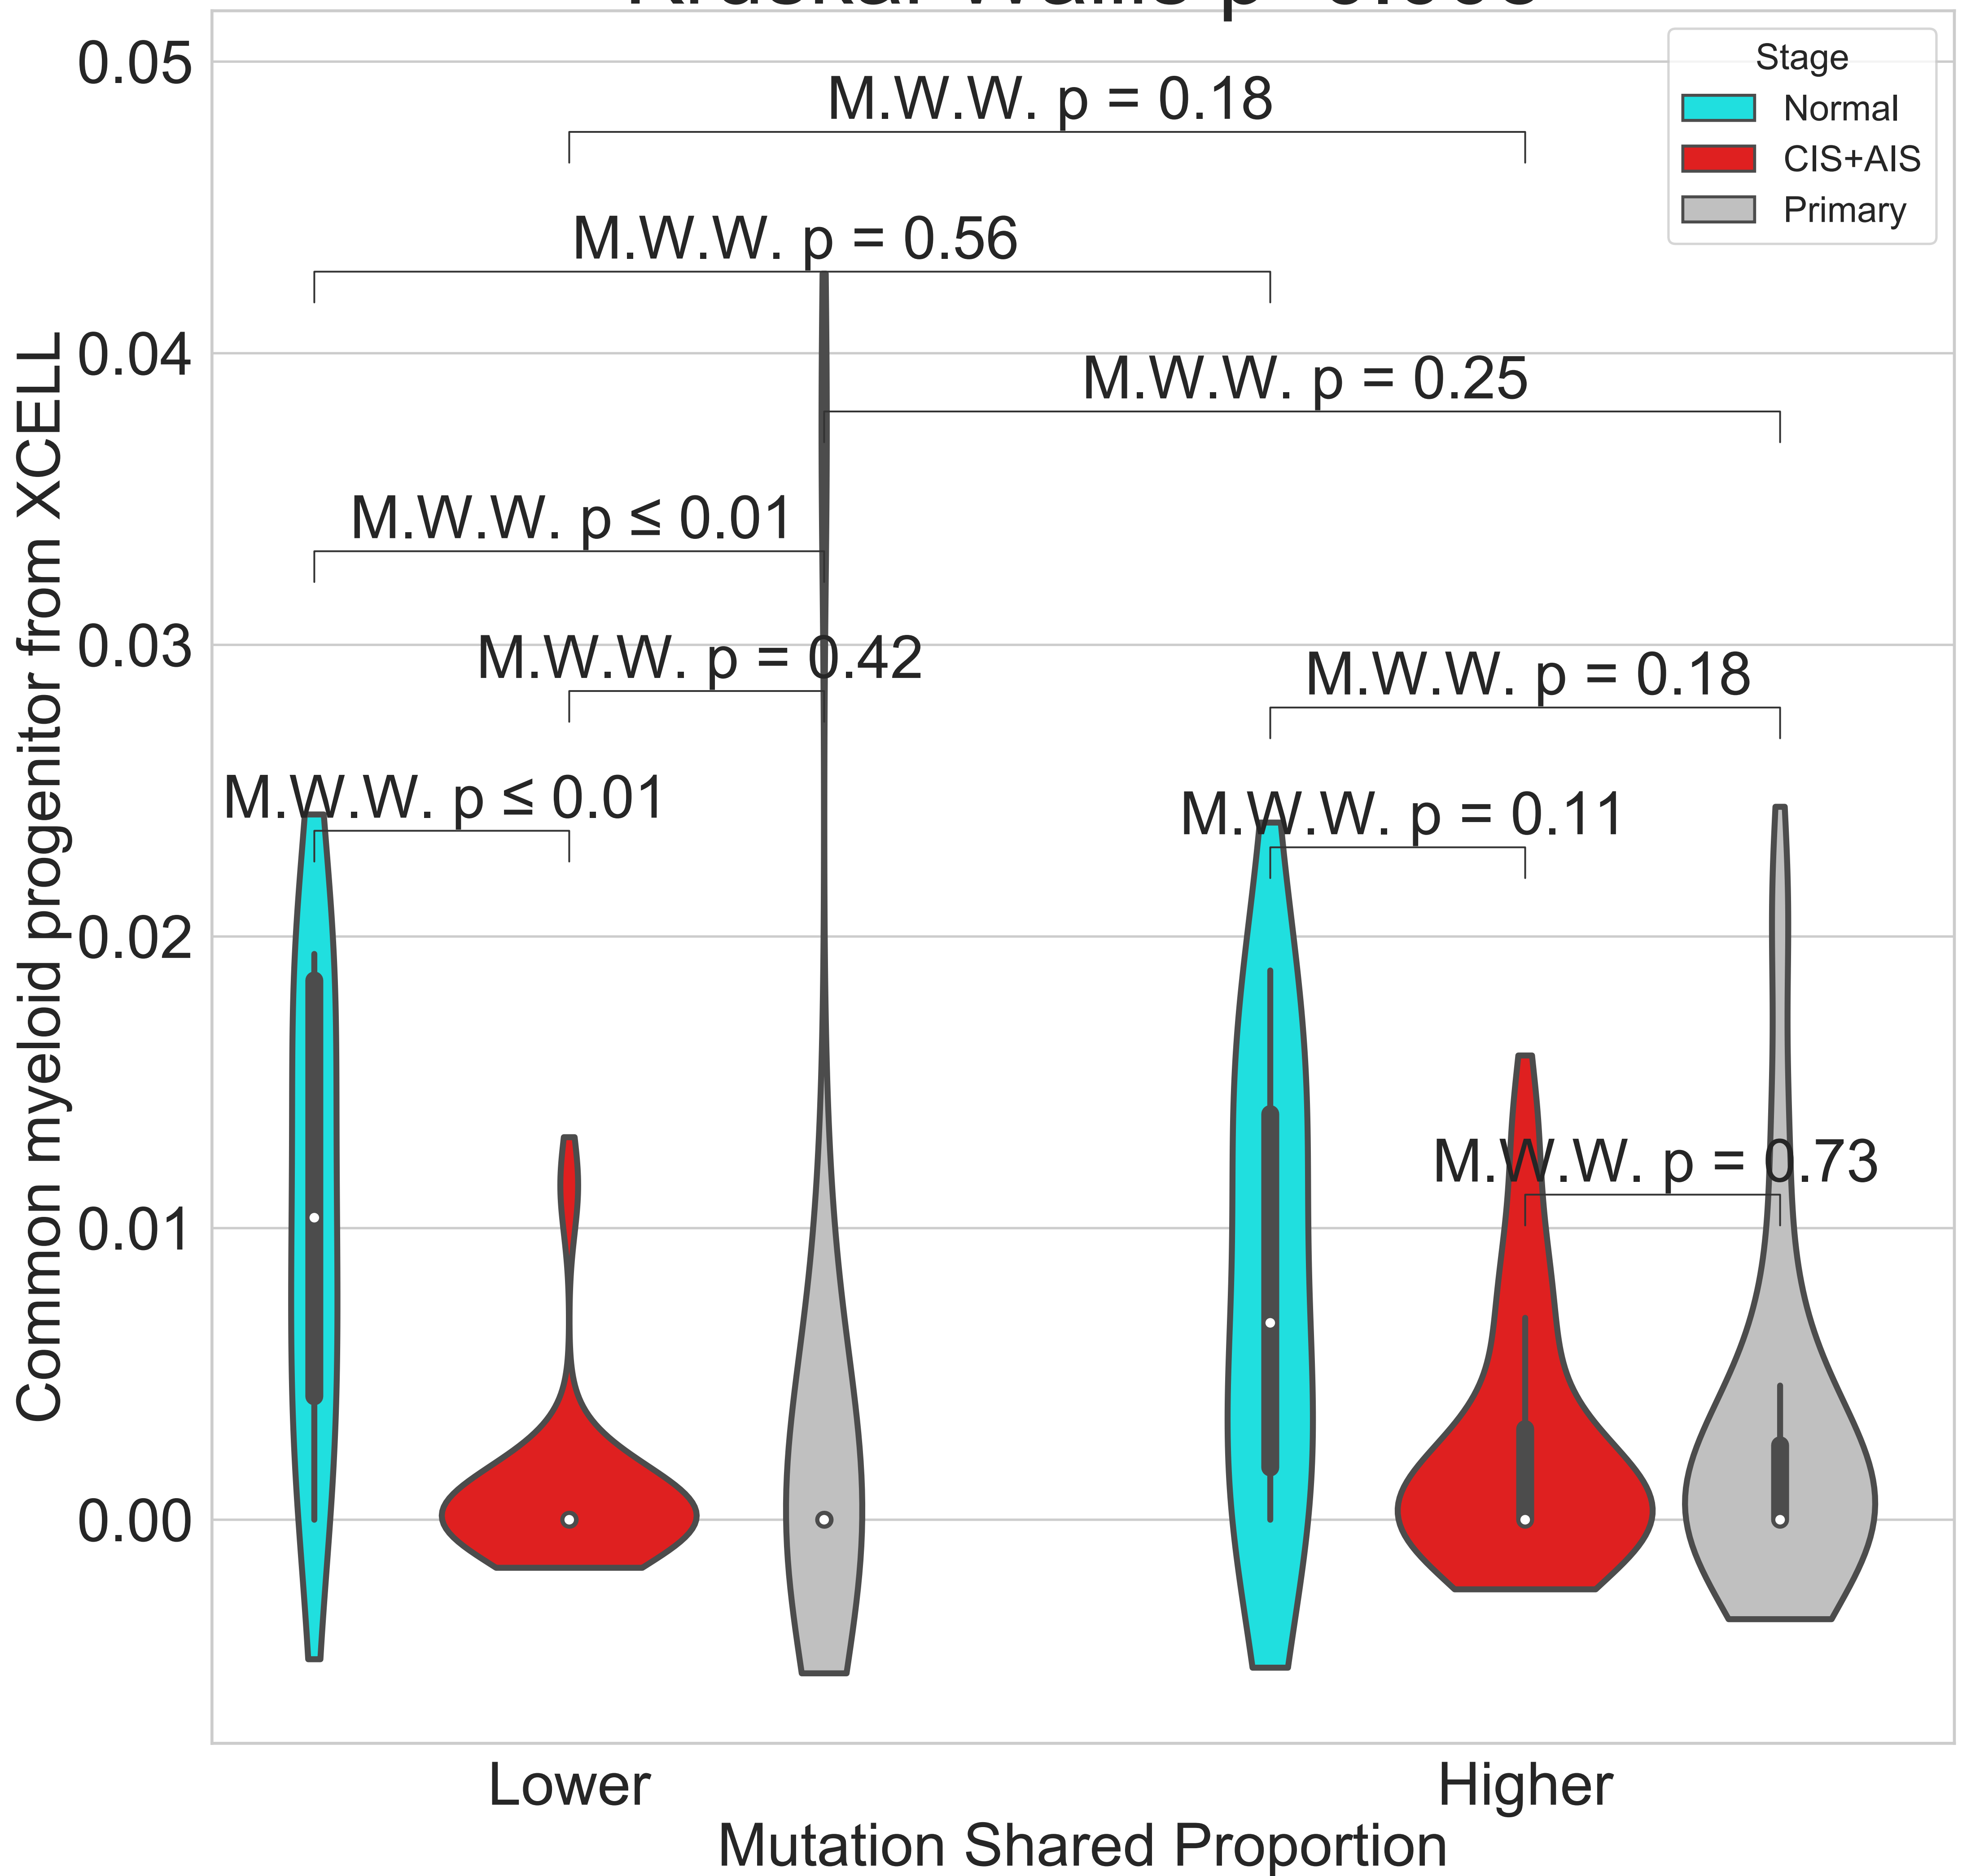 0.05
0.04
0.03
0.02
0.01
0.00
Common myeloid progenitor from XCELL
Stage
Normal
CIS+AIS
Primary
M.W.W. p = 0.18
M.W.W. p = 0.56
M.W.W. p = 0.25
M.W.W. p ≤ 0.01
M.W.W. p = 0.42
M.W.W. p = 0.18
M.W.W. p ≤ 0.01
M.W.W. p = 0.11
M.W.W. p = 0.73
Lower
Higher
Mutation Shared Proportion